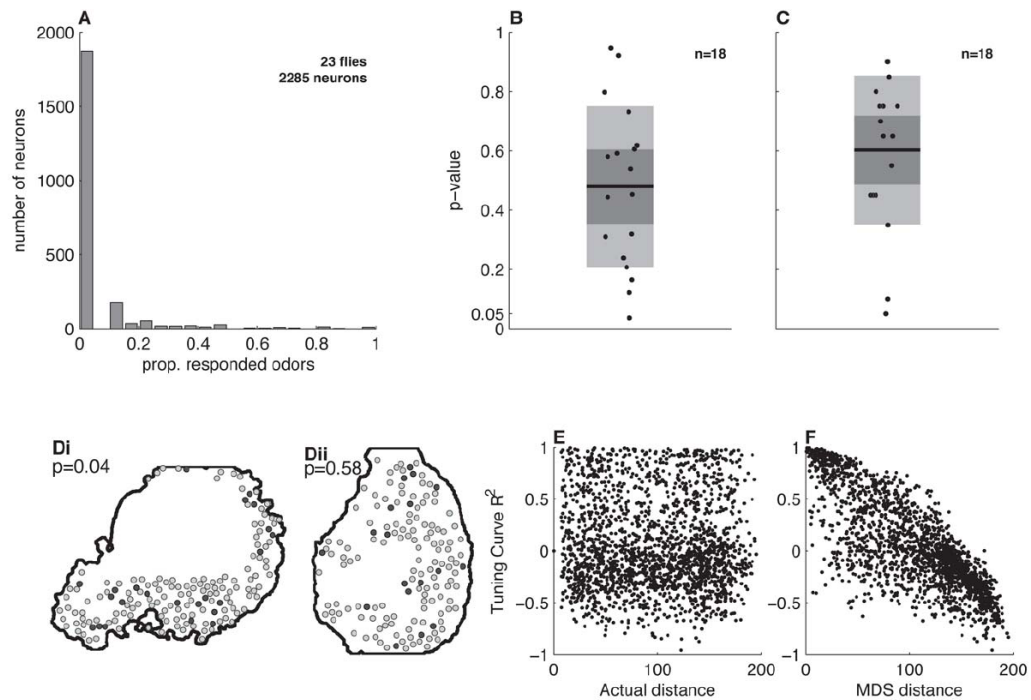 A
2000
1500
1000
500
0
number of neurons
23 flies
2285 neurons
0 0.2 0.4 0.6 0.8 1
prop. responded odors
B
1
0.8
0.6
0.4
0.2
0.05
0
p-value
n=18
C
n=18
Di
p=0.04
Dii
p=0.58
E
1
0.5
0
−0.5
−1
Tuning Curve R²
0 100 200
Actual distance
F
1
0.5
0
−0.5
−1
0 100 200
MDS distance